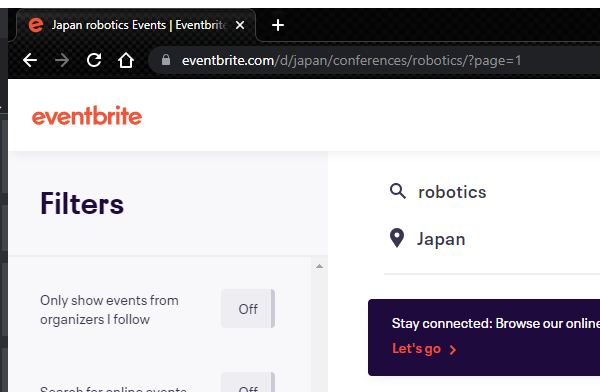 Japan robotics Events | Eventbrite
eventbrite.com/d/japan/conferences/robotics/?page=1
eventbrite
Filters
robotics
Japan
Only show events from
organizers I follow
Off
Stay connected: Browse our online
Let's go
Search for online events
Off